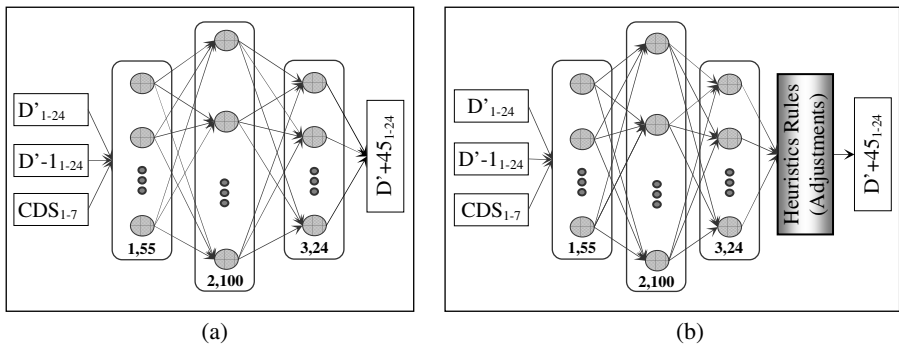 D’1-24
D’-11-24
CDS1-7
1,55
2,100
3,24
D’+451-24
(a)
D’1-24
D’-11-24
CDS1-7
1,55
2,100
3,24
Heuristics Rules
(Adjustments)
D’+451-24
(b)